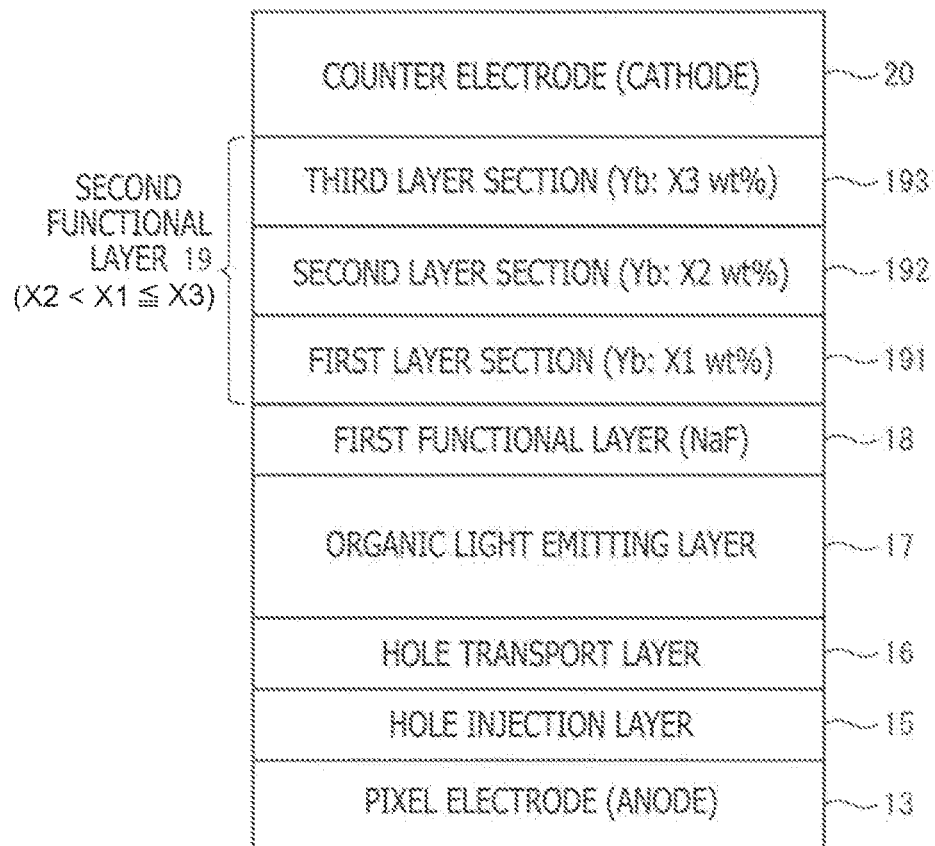 COUNTER ELECTRODE (CATHODE) 20
THIRD LAYER SECTION (Yb: X3 wt%) 193
SECOND LAYER SECTION (Yb: X2 wt%) 192
FIRST LAYER SECTION (Yb: X1 wt%) 191
SECOND
FUNCTIONAL
LAYER 19
(X2 < X1 ≦ X3)
FIRST FUNCTIONAL LAYER (NaF) 18
ORGANIC LIGHT EMITTING LAYER 17
HOLE TRANSPORT LAYER 16
HOLE INJECTION LAYER 15
PIXEL ELECTRODE (ANODE) 13